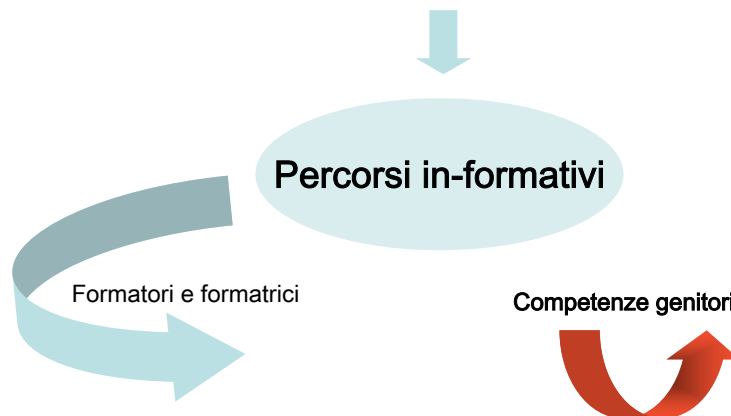 Percorsi in-formativi
Formatori e formatrici
Competenze genitori